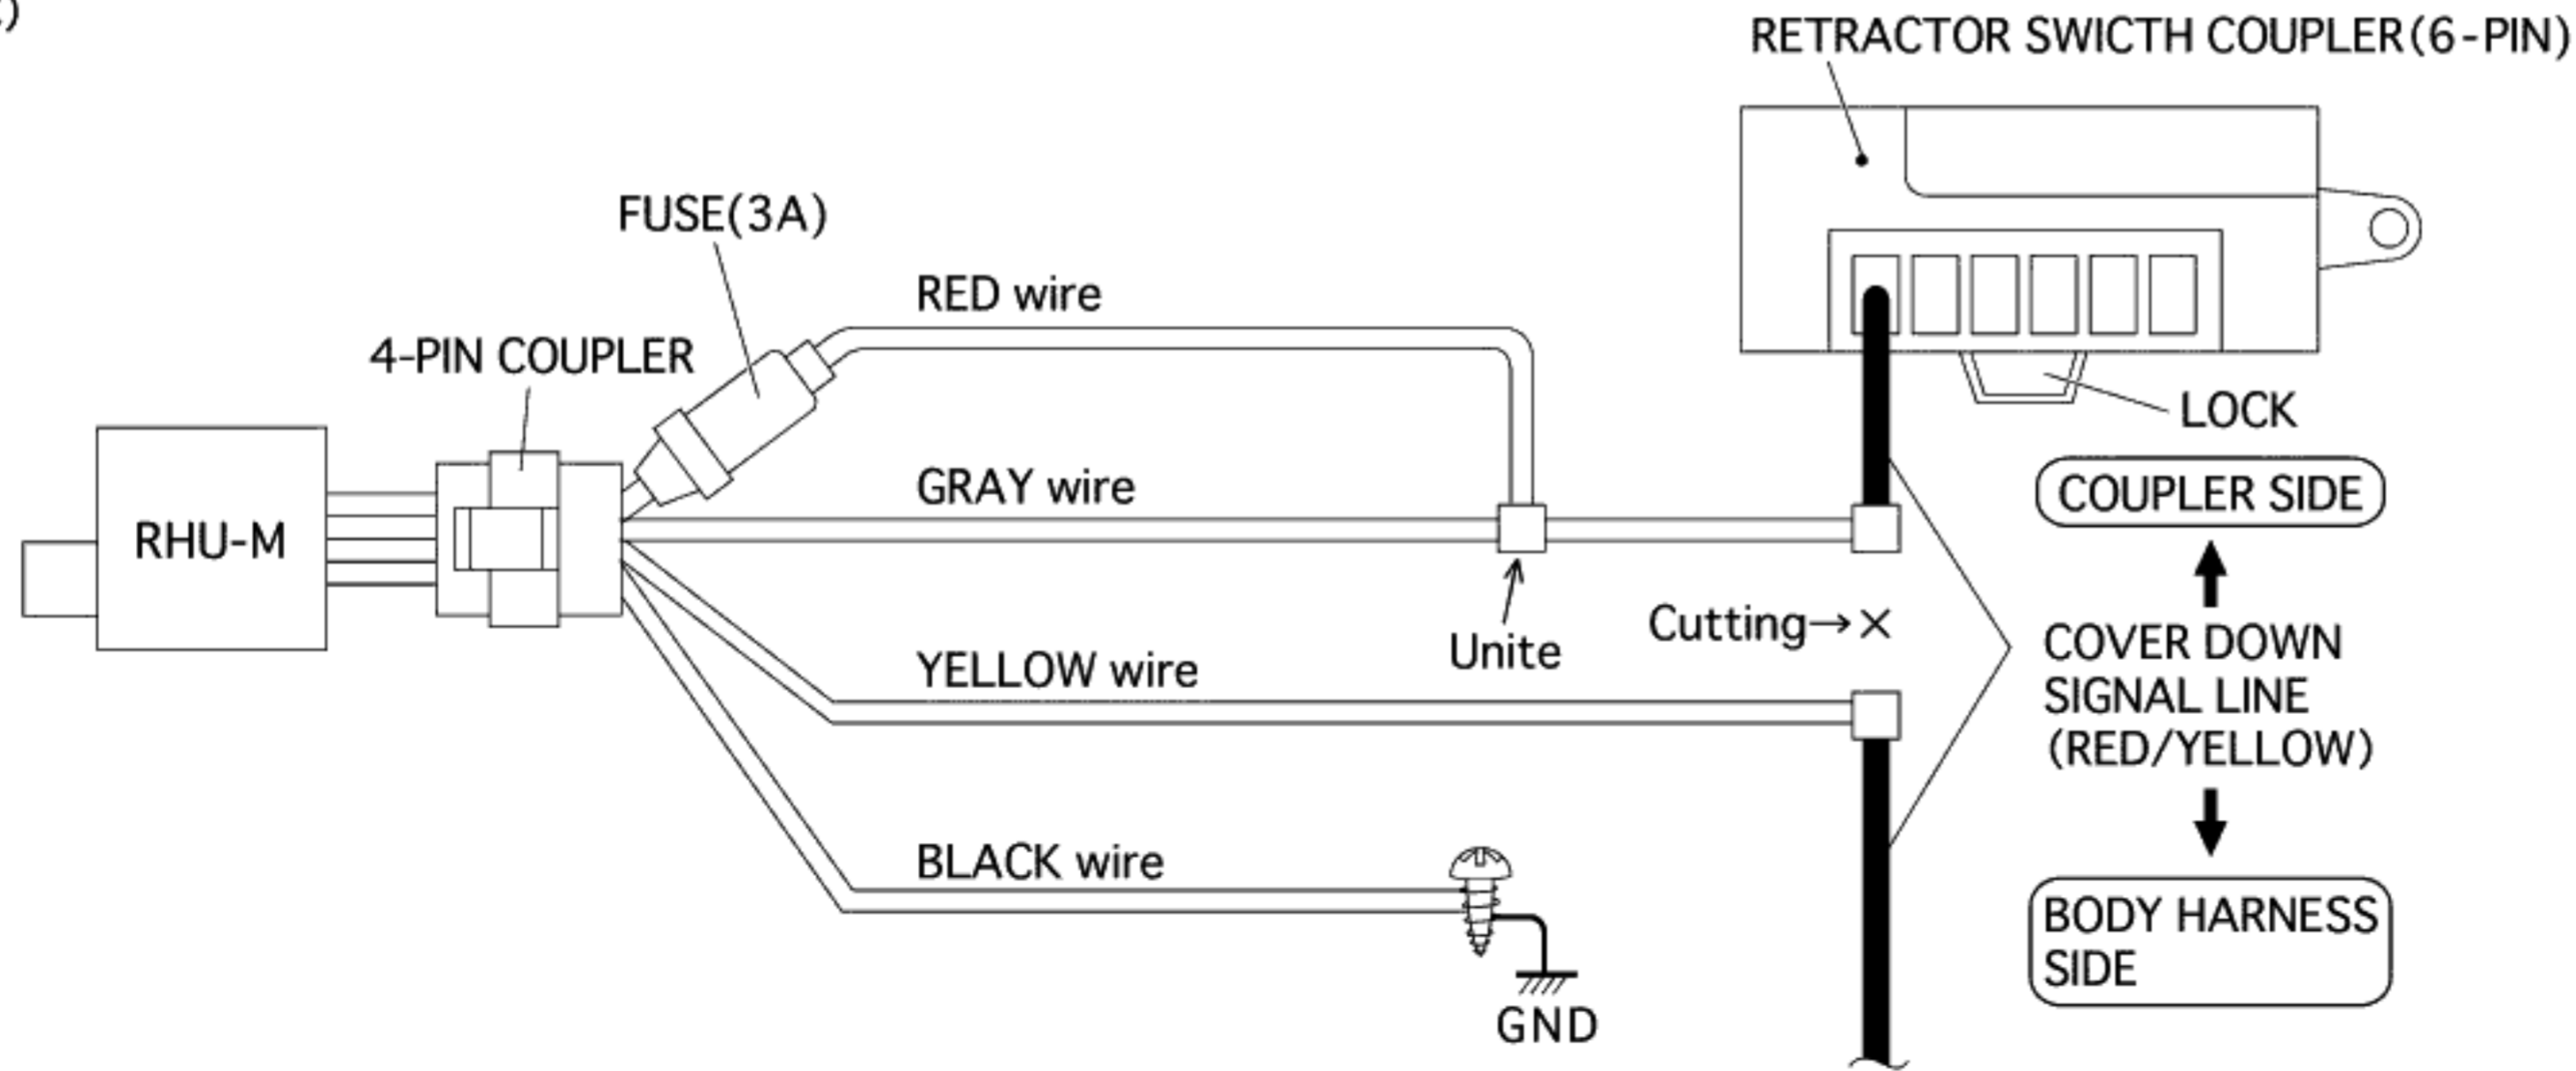 RETRACTOR SWICTH COUPLER(6-PIN)
FUSE(3A)
RED wire
4-PIN COUPLER
LOCK
GRAY wire
COUPLER SIDE
RHU-M
Cutting→×
Unite
COVER DOWN
SIGNAL LINE
(RED/YELLOW)
YELLOW wire
BLACK wire
BODY HARNESS
SIDE
GND